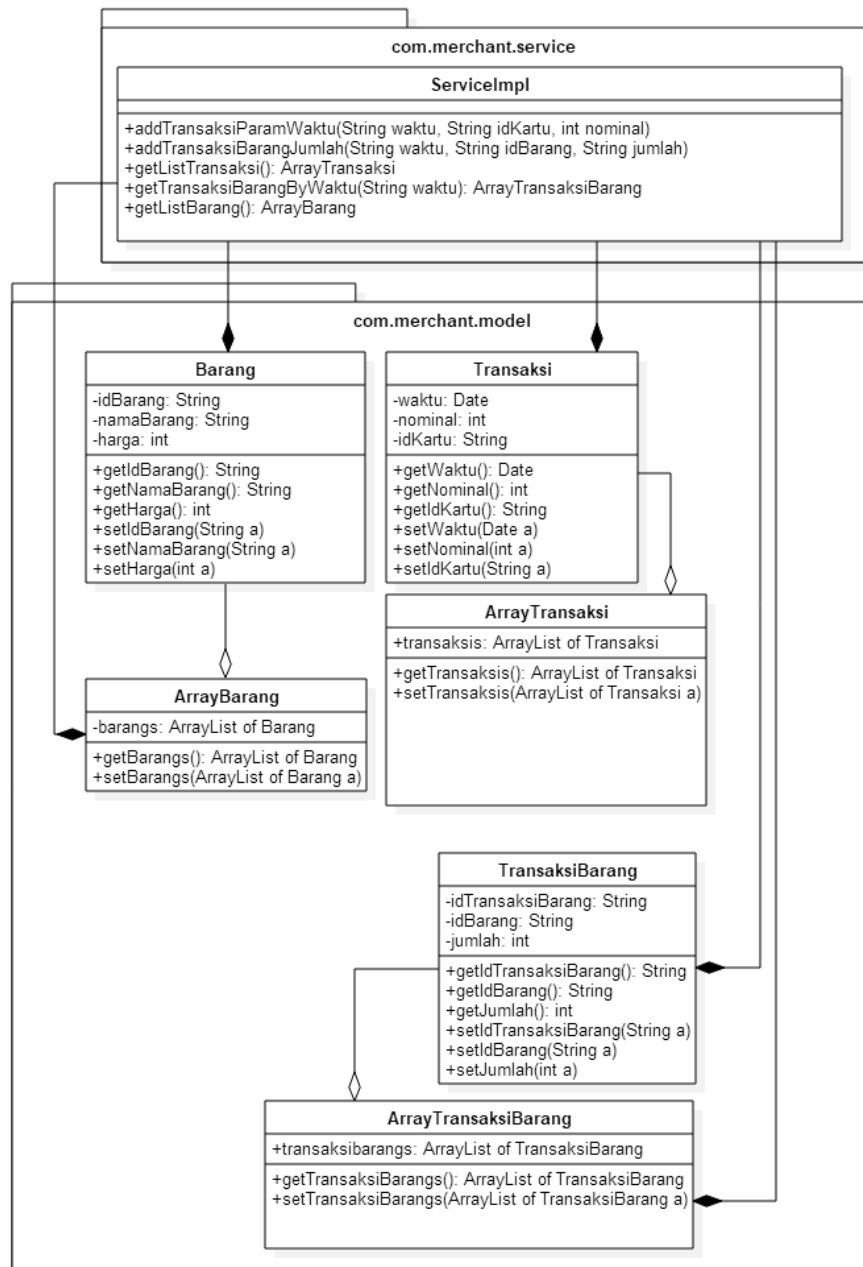 com.merchant.service
ServiceImpl
+addTransaksiParamWaktu(String waktu, String idKartu, int nominal)
+addTransaksiBarangJumlah(String waktu, String idBarang, String jumlah)
+getListTransaksi(): ArrayTransaksi
+getTransaksiBarangByWaktu(String waktu): ArrayTransaksiBarang
+getListBarang(): ArrayBarang
com.merchant.model
Barang
-idBarang: String
-namaBarang: String
-harga: int
+getIdBarang(): String
+getNamaBarang(): String
+getHarga(): int
+setIdBarang(String a)
+setNamaBarang(String a)
+setHarga(int a)
Transaksi
-waktu: Date
-nominal: int
-idKartu: String
+getWaktu(): Date
+getNominal(): int
+getIdKartu(): String
+setWaktu(Date a)
+setNominal(int a)
+setIdKartu(String a)
ArrayTransaksi
+transaksis: ArrayList of Transaksi
+getTransaksis(): ArrayList of Transaksi
+setTransaksis(ArrayList of Transaksi a)
ArrayBarang
-barangs: ArrayList of Barang
+getBarangs(): ArrayList of Barang
+setBarangs(ArrayList of Barang a)
TransaksiBarang
-idTransaksiBarang: String
-idBarang: String
-jumlah: int
+getIdTransaksiBarang(): String
+getIdBarang(): String
+getJumlah(): int
+setIdTransaksiBarang(String a)
+setIdBarang(String a)
+setJumlah(int a)
ArrayTransaksiBarang
+transaksibarangs: ArrayList of TransaksiBarang
+getTransaksiBarangs(): ArrayList of TransaksiBarang
+setTransaksiBarangs(ArrayList of TransaksiBarang a)